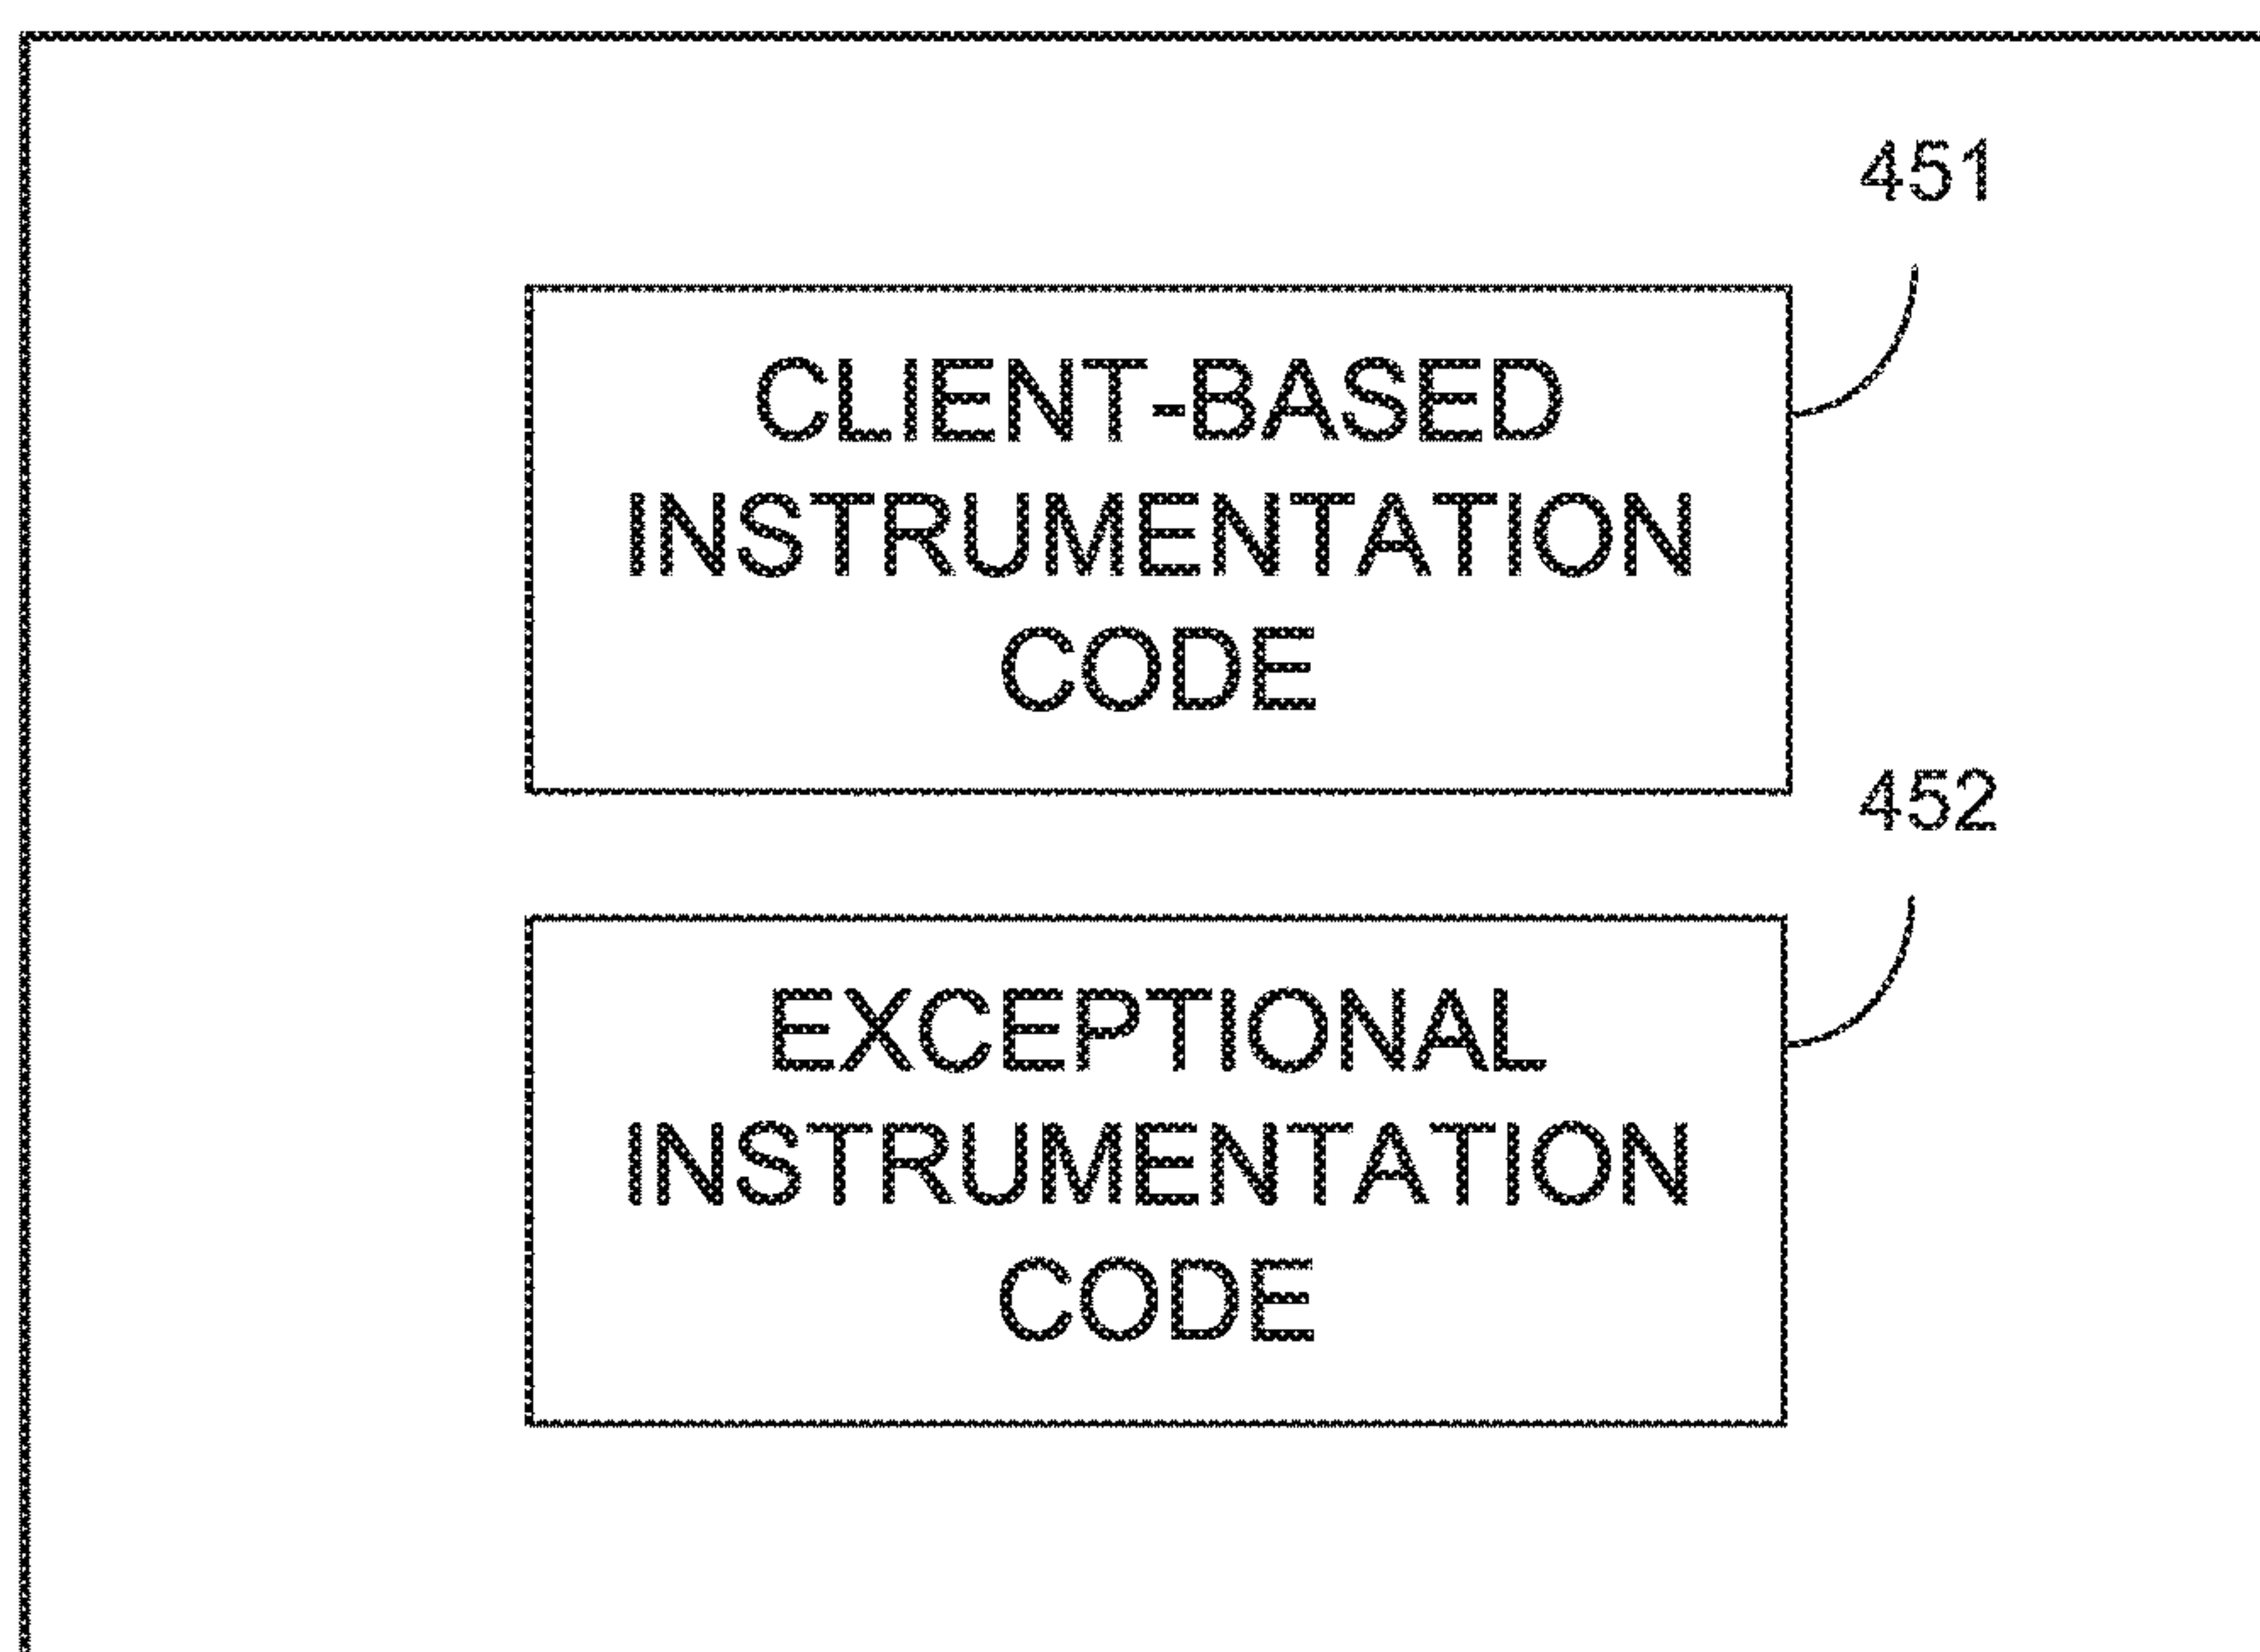 451
CLIENT-BASED
INSTRUMENTATION
CODE
452
EXCEPTIONAL
INSTRUMENTATION
CODE